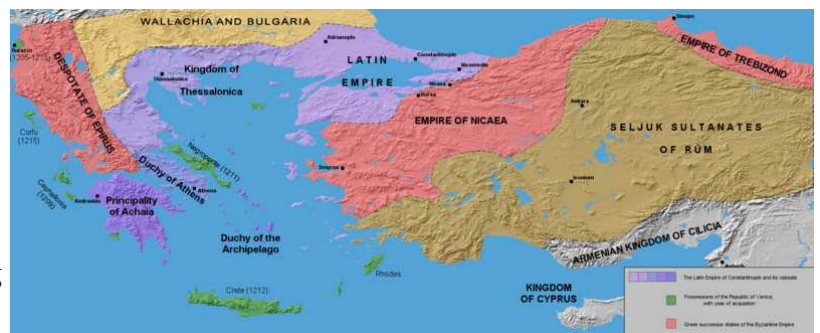 WALLACHIA AND BULGARIA
Sinope
EMPIRE OF TREBIZOND
Adrianople
Constantinople
LATIN
EMPIRE
Nicomedia
Nicaea
Bursa
Durazzo
(1205-1213)
DESPOTATE OF EPIRUS
Kingdom of
Thessalonica
Thessalonica
EMPIRE OF NICAEA
Ankara
SELJUK SULTANATES
OF RÛM
Iconium
Smyrna
Corfu
(1215)
Negroponte (1211)
Duchy of Athens
Athens
Cephalonia
(1209)
Andravida
Principality
of Achaia
Duchy of the
Archipelago
Rhodes
Crete (1212)
ARMENIAN KINGDOM OF CILICIA
KINGDOM
OF CYPRUS
The Latin Empire of Constantinople and its vassals
Possessions of the Republic of Venice,
with year of acquisition
Greek successor states of the Byzantine Empire